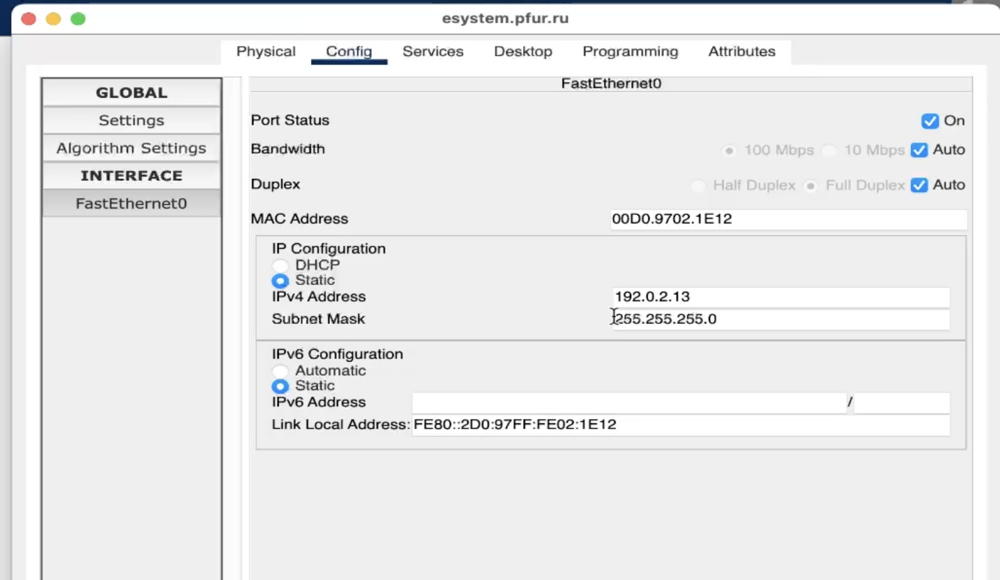 esystem.pfur.ru
Physical Config Services Desktop Programming Attributes
GLOBAL
Settings
Algorithm Settings
INTERFACE
FastEthernet0
FastEthernet0
Port Status On
Bandwidth 100 Mbps 10 Mbps Auto
Duplex Half Duplex Full Duplex Auto
MAC Address 00D0.9702.1E12
IP Configuration
DHCP
Static
IPv4 Address 192.0.2.13
Subnet Mask 255.255.255.0
IPv6 Configuration
Automatic
Static
IPv6 Address /
Link Local Address: FE80::2D0:97FF:FE02:1E12